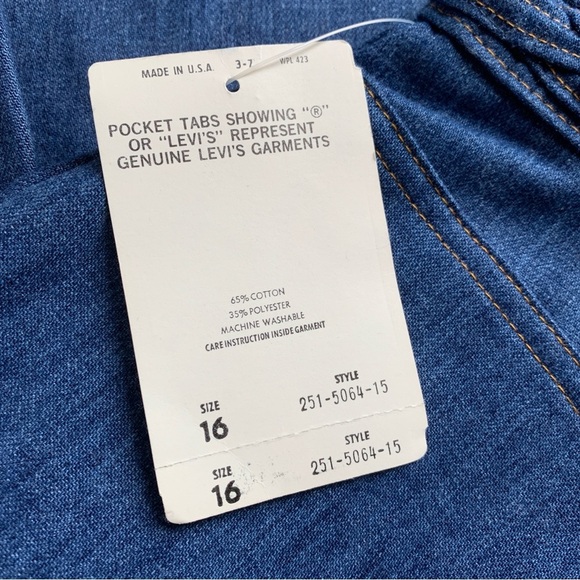 MADE IN U.S.A. 3-7 WPL 423
POCKET TABS SHOWING "®"
OR "LEVI'S" REPRESENT
GENUINE LEVI'S GARMENTS
65% COTTON
35% POLYESTER
MACHINE WASHABLE
CARE INSTRUCTION INSIDE GARMENT
SIZE STYLE
16 251-5064-15
SIZE STYLE
16 251-5064-15